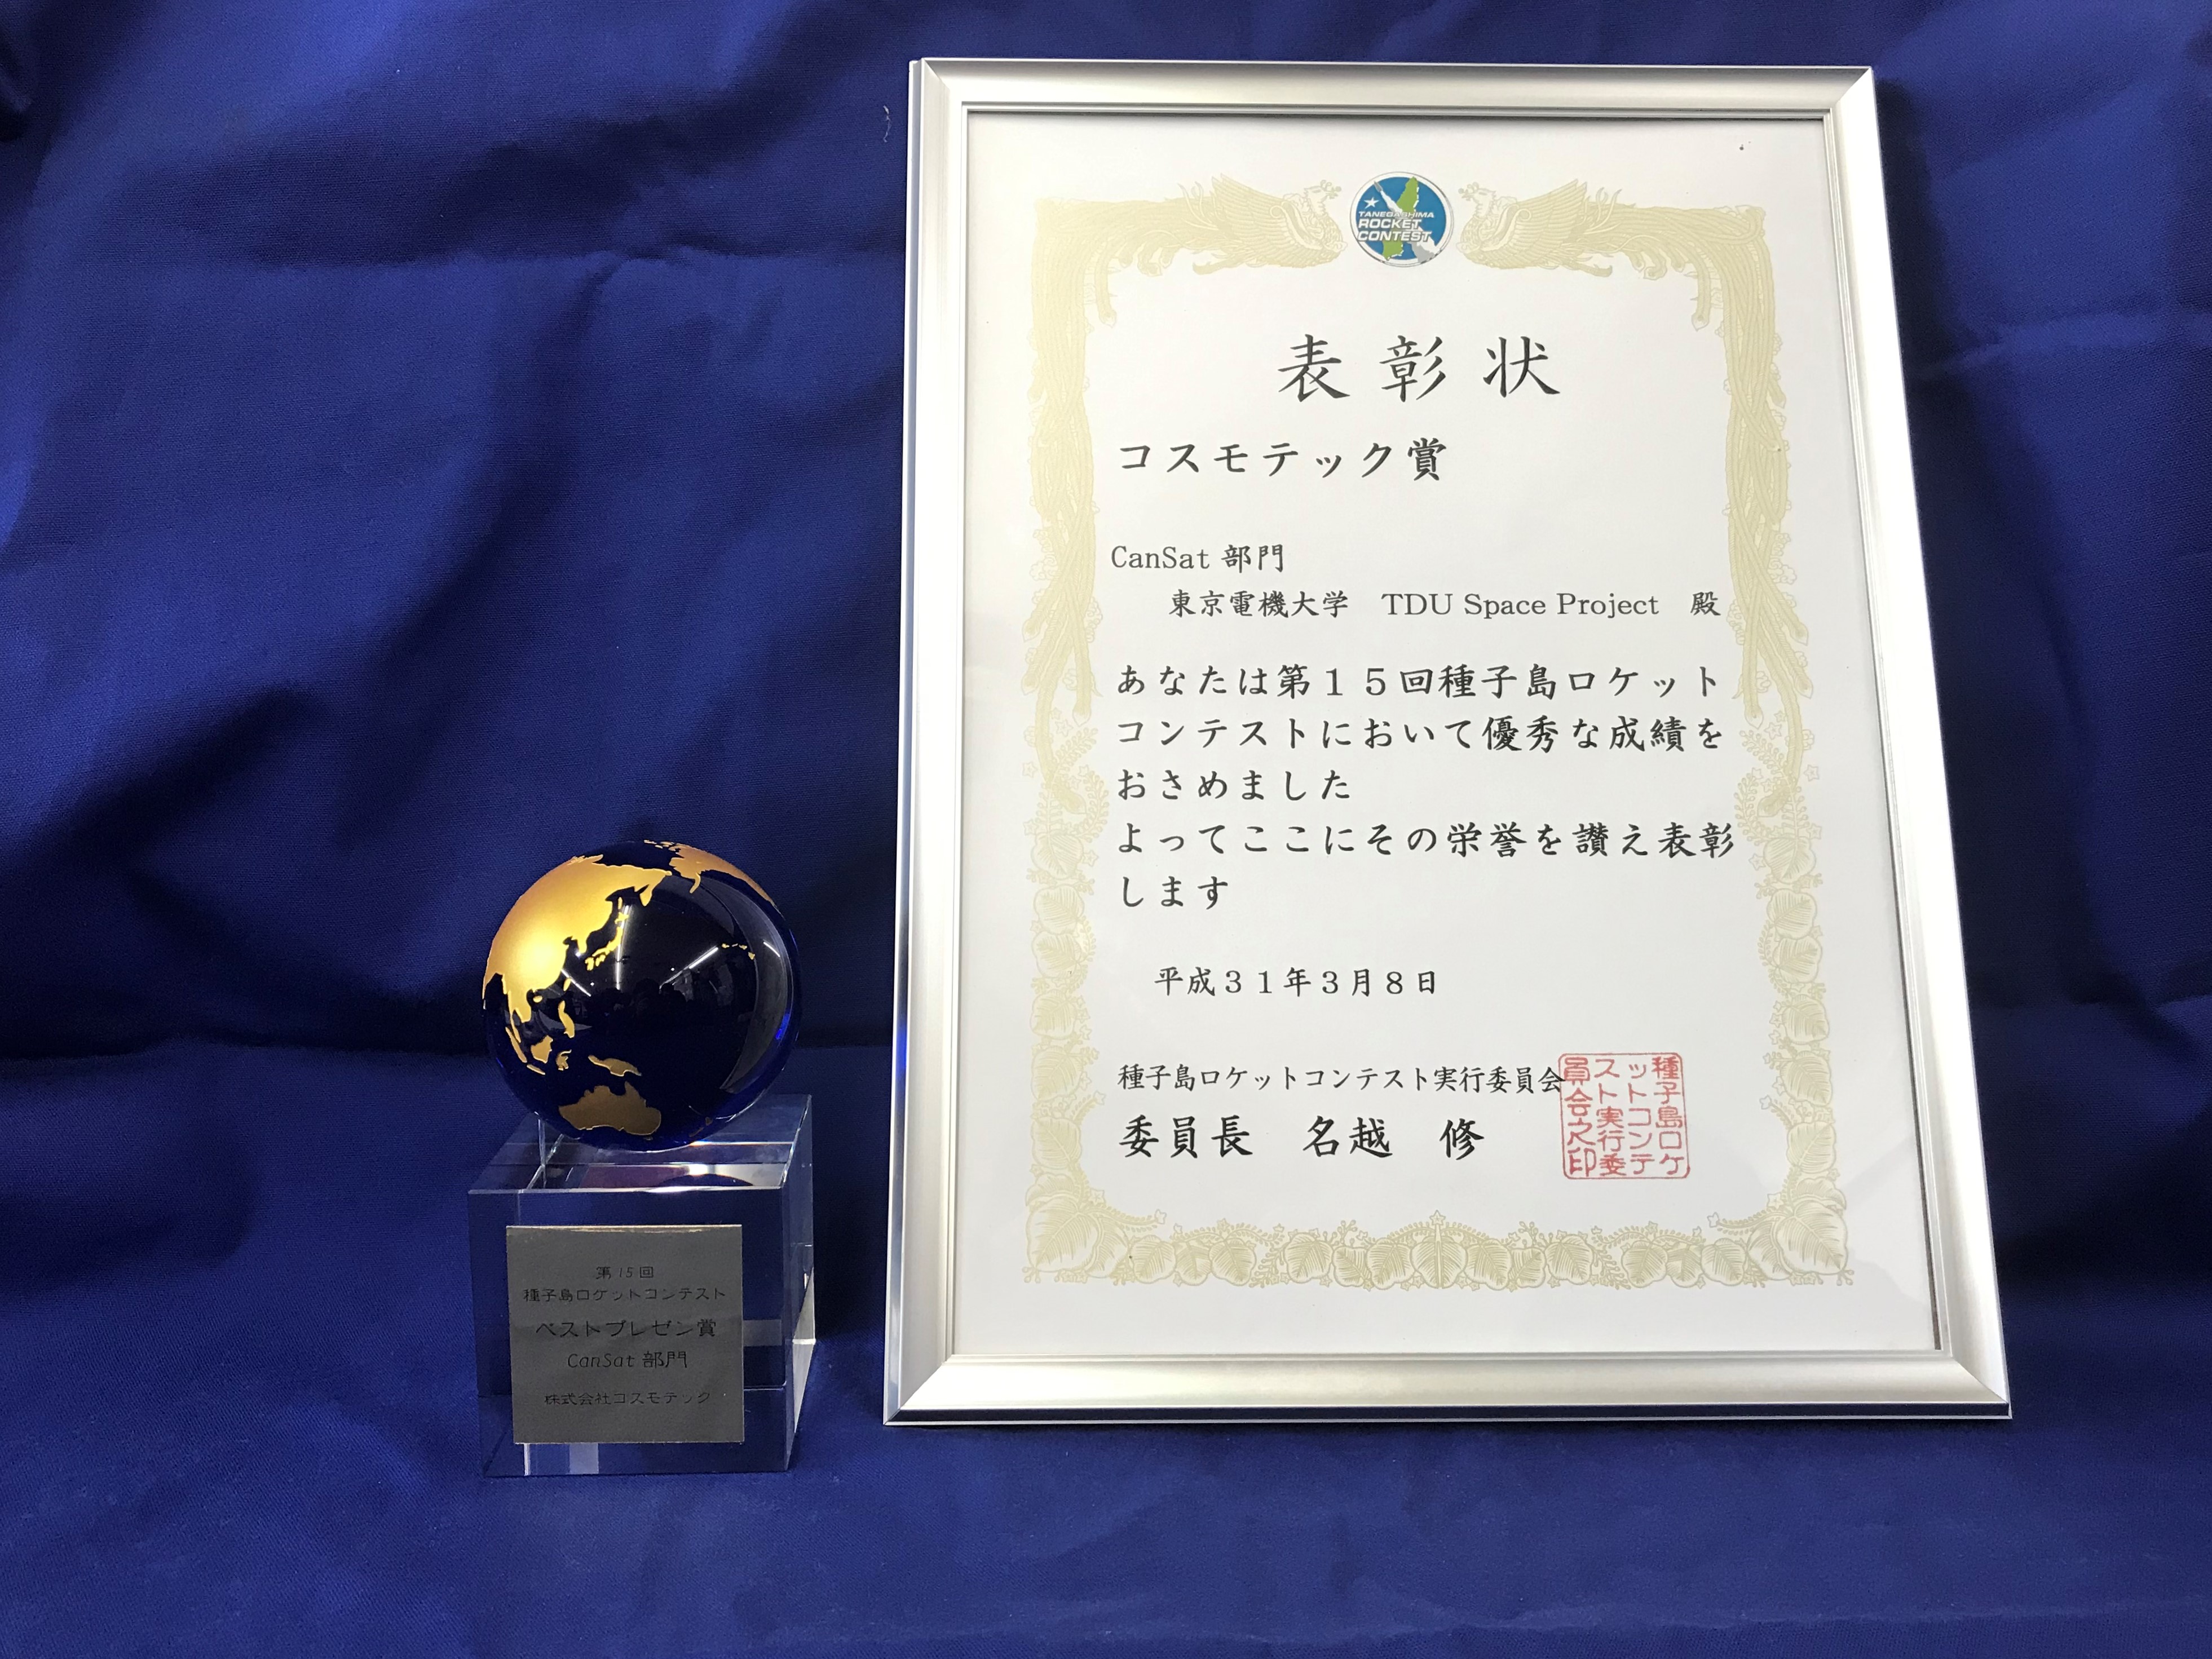 TANEGASHIMA
ROCKET
CONTEST
表彰状
コスモテック賞
CanSat 部門
東京電機大学　TDU Space Project　殿
あなたは第１５回種子島ロケット
コンテストにおいて優秀な成績を
おさめました
よってここにその栄誉を讃え表彰
します
平成３１年３月８日
種子島ロケットコンテスト実行委員会
委員長　名越　修
種子島ロケ
ットコンテ
スト実行委
員会之印
第15回
種子島ロケットコンテスト
ベストプレゼン賞
CanSat 部門
株式会社コスモテック